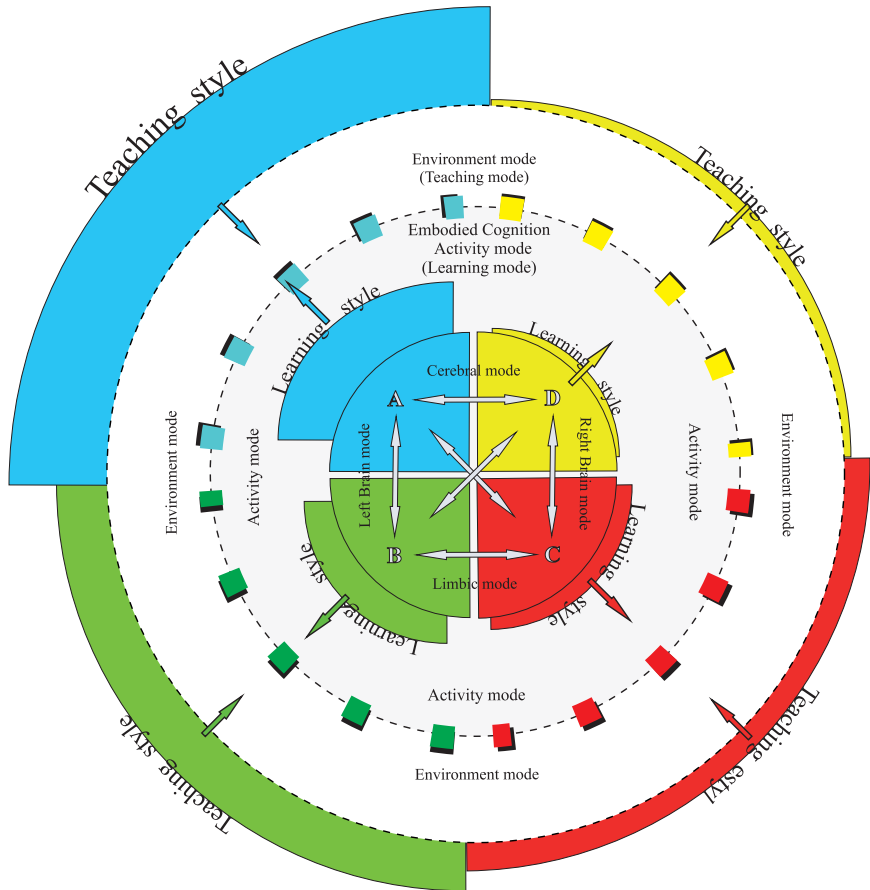 Teaching style
Teaching style
Environment mode
(Teaching mode)
Embodied Cognition
Activity mode
(Learning mode)
Learning style
Learning style
Cerebral mode
A
D
Environment mode
Activity mode
Left Brain mode
Right Brain mode
Activity mode
Environment mode
B
C
Limbic mode
Learning style
Learning style
Activity mode
Environment mode
Teaching style
Teaching estyl